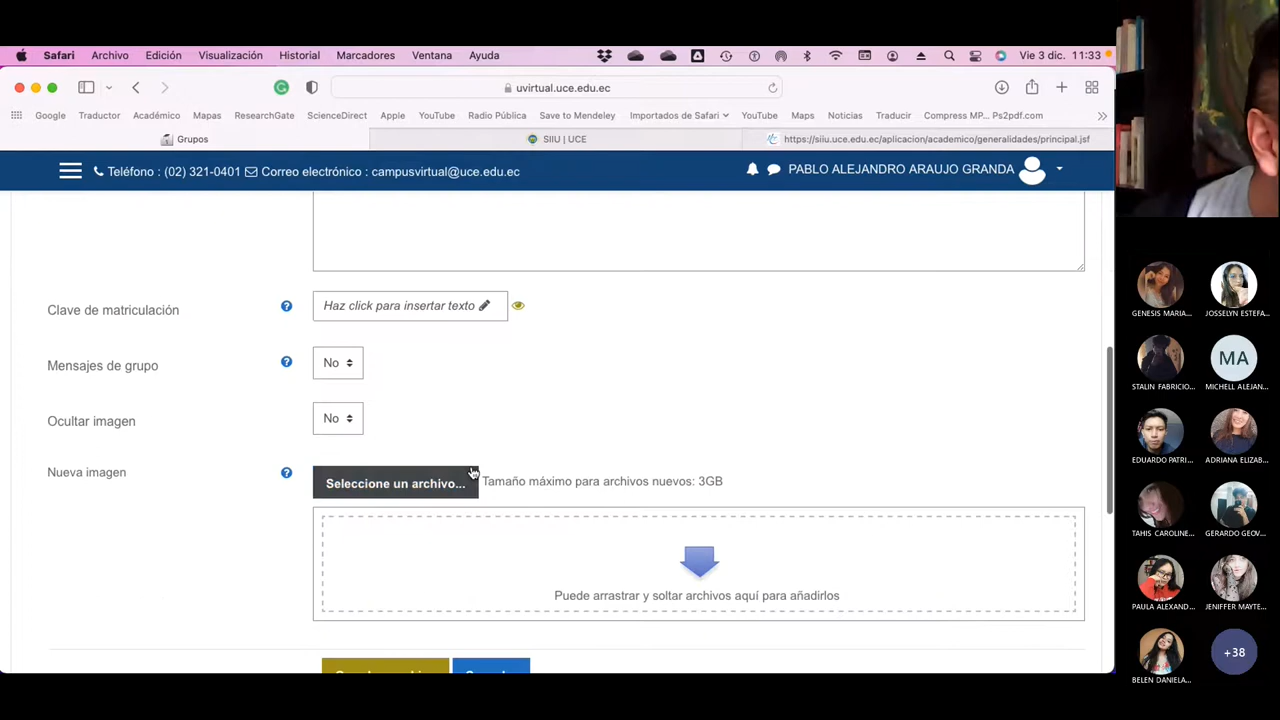 Safari Archivo Edición Visualización Historial Marcadores Ventana Ayuda Vie 3 dic. 11:33
uvirtual.uce.edu.ec
Google Traductor Académico Mapas ResearchGate ScienceDirect Apple YouTube Radio Pública Save to Mendeley Importados de Safari YouTube Maps Noticias Traducir Compress MP... Ps2pdf.com
Grupos SIIU | UCE https://siiu.uce.edu.ec/aplicacion/academico/generalidades/principal.jsf
Teléfono : (02) 321-0401 Correo electrónico : campusvirtual@uce.edu.ec PABLO ALEJANDRO ARAUJO GRANDA
Clave de matriculación
Haz click para insertar texto
Mensajes de grupo
No
Ocultar imagen
No
Nueva imagen
Seleccione un archivo...
Tamaño máximo para archivos nuevos: 3GB
Puede arrastrar y soltar archivos aquí para añadirlos
GENESIS MARIA... JOSSELYN ESTEFA...
MA
STALIN FABRICIO... MICHELL ALEJAN...
EDUARDO PATRI... ADRIANA ELIZAB...
TAHIS CAROLINE... GERARDO GEOV...
PAULA ALEXAND... JENIFFER MAYTE...
+38
BELEN DANIELA...